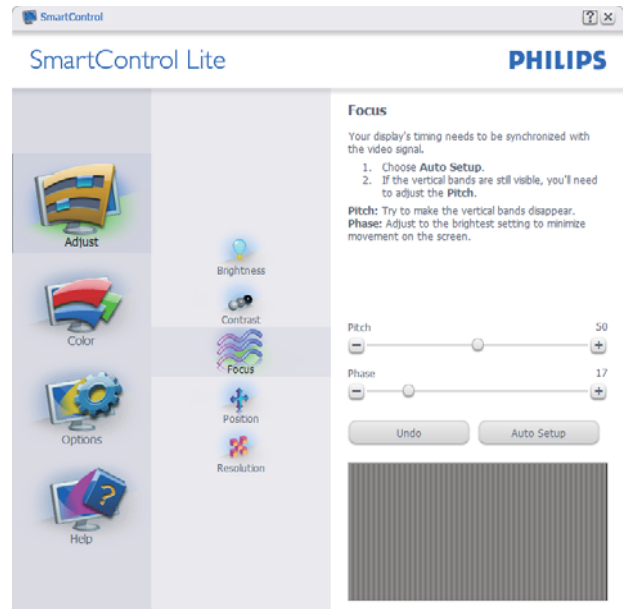 SmartControl
SmartControl Lite
PHILIPS
Adjust
Color
Options
Help
Brightness
Contrast
Focus
Position
Resolution
Focus
Your display's timing needs to be synchronized with
the video signal.
1. Choose Auto Setup.
2. If the vertical bands are still visible, you'll need
to adjust the Pitch.
Pitch: Try to make the vertical bands disappear.
Phase: Adjust to the brightest setting to minimize
movement on the screen.
Pitch 50
Phase 17
Undo Auto Setup